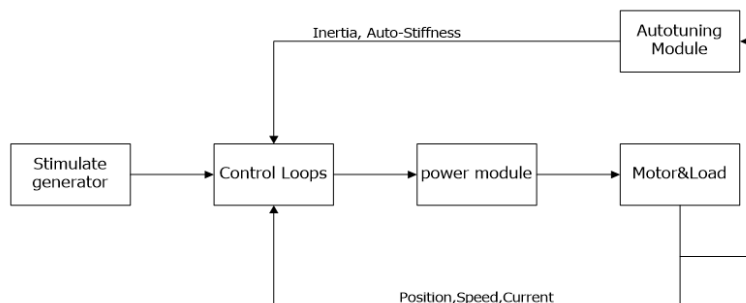 Inertia, Auto-Stiffness
Autotuning
Module
Stimulate
generator
Control Loops
power module
Motor&Load
Position,Speed,Current